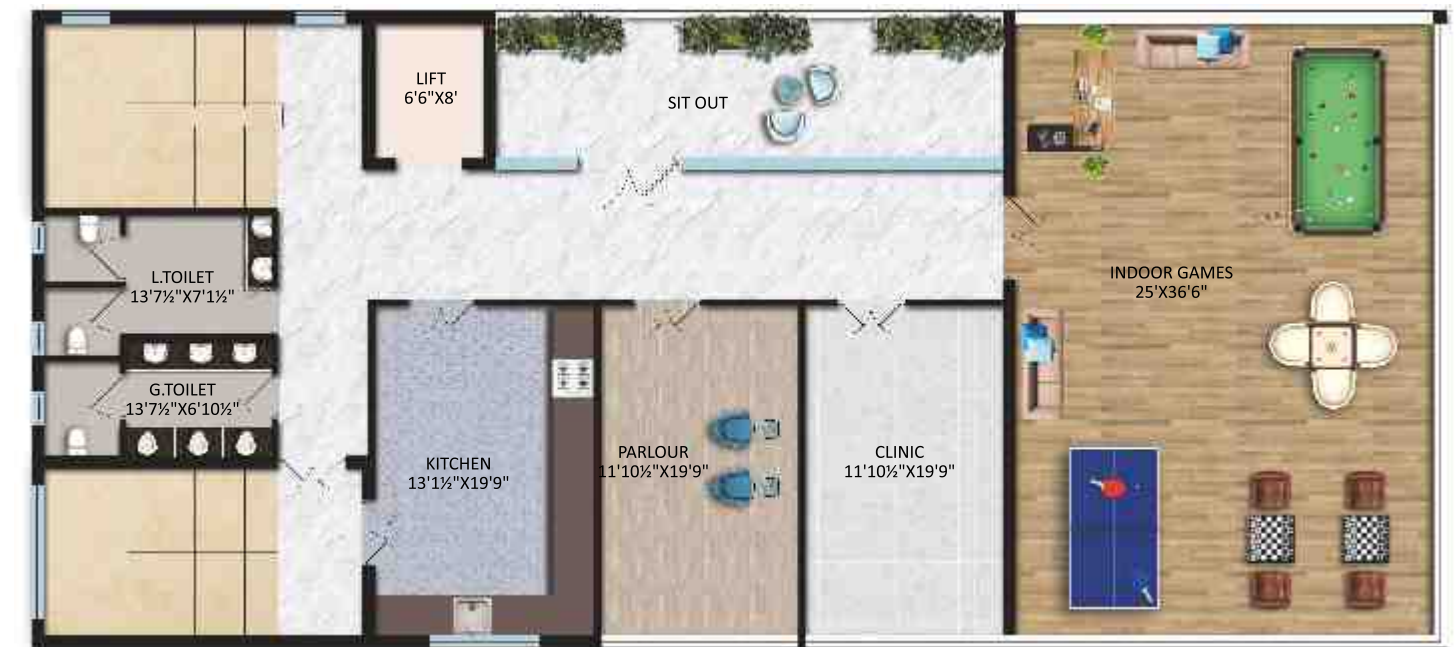 LIFT
6'6"X8'
SIT OUT
INDOOR GAMES
25'X36'6"
L.TOILET
13'7½"X7'1½"
G.TOILET
13'7½"X6'10½"
KITCHEN
13'1½"X19'9"
PARLOUR
11'10½"X19'9"
CLINIC
11'10½"X19'9"